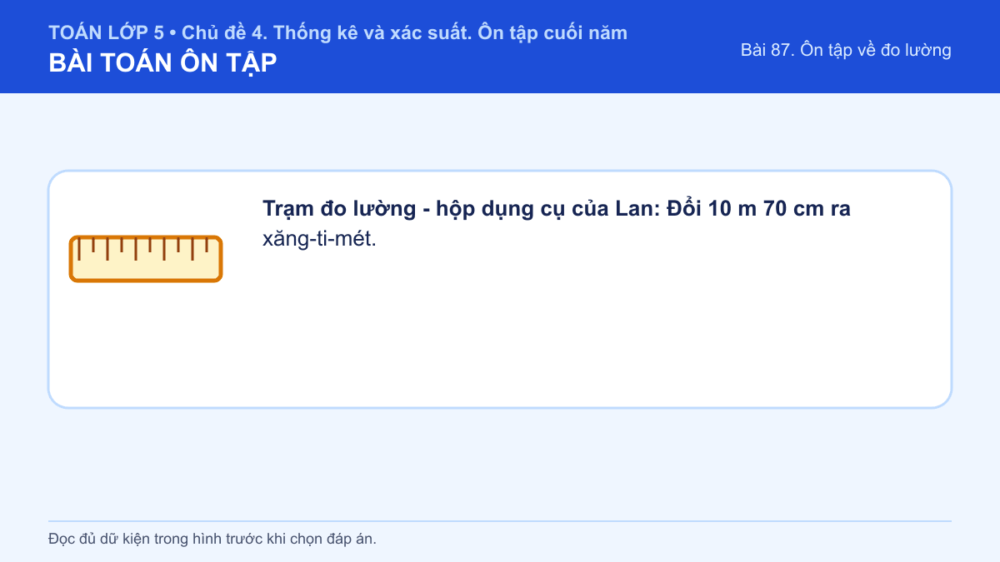 TOÁN LỚP 5 • Chủ đề 4. Thống kê và xác suất. Ôn tập cuối năm
BÀI TOÁN ÔN TẬP
Bài 87. Ôn tập về đo lường
Trạm đo lường - hộp dụng cụ của Lan: Đổi 10 m 70 cm ra
xăng-ti-mét.
Đọc đủ dữ kiện trong hình trước khi chọn đáp án.